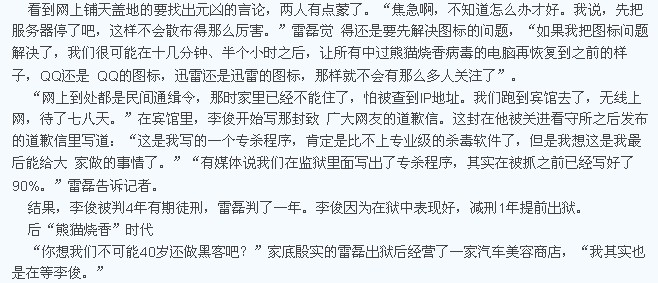 看到网上铺天盖地的要找出元凶的言论，两人有点蒙了。“焦急啊，不知道怎么办才好。我说，先把
服务器停了吧，这样不会散布得那么厉害。”雷磊觉 得还是要先解决图标的问题，“如果我把图标问题
解决了，我们很可能在十几分钟、半个小时之后，让所有中过熊猫烧香病毒的电脑再恢复到之前的样
子，QQ还是 QQ的图标，迅雷还是迅雷的图标，那样就不会有那么多人关注了”。
“网上到处都是民间通缉令，那时家里已经不能住了，怕被查到IP地址。我们跑到宾馆去了，无线上
网，待了七八天。”在宾馆里，李俊开始写那封致 广大网友的道歉信。这封在他被关进看守所之后发布
的道歉信里写道：“这是我写的一个专杀程序，肯定是比不上专业级的杀毒软件了，但是我想这是我最
后能给大 家做的事情了。”“有媒体说我们在监狱里面写出了专杀程序，其实在被抓之前已经写好了
90%。”雷磊告诉记者。
结果，李俊被判4年有期徒刑，雷磊判了一年。李俊因为在狱中表现好，减刑1年提前出狱。
后“熊猫烧香”时代
“你想我们不可能40岁还做黑客吧？”家底殷实的雷磊出狱后经营了一家汽车美容商店，“我其实也
是在等李俊。”